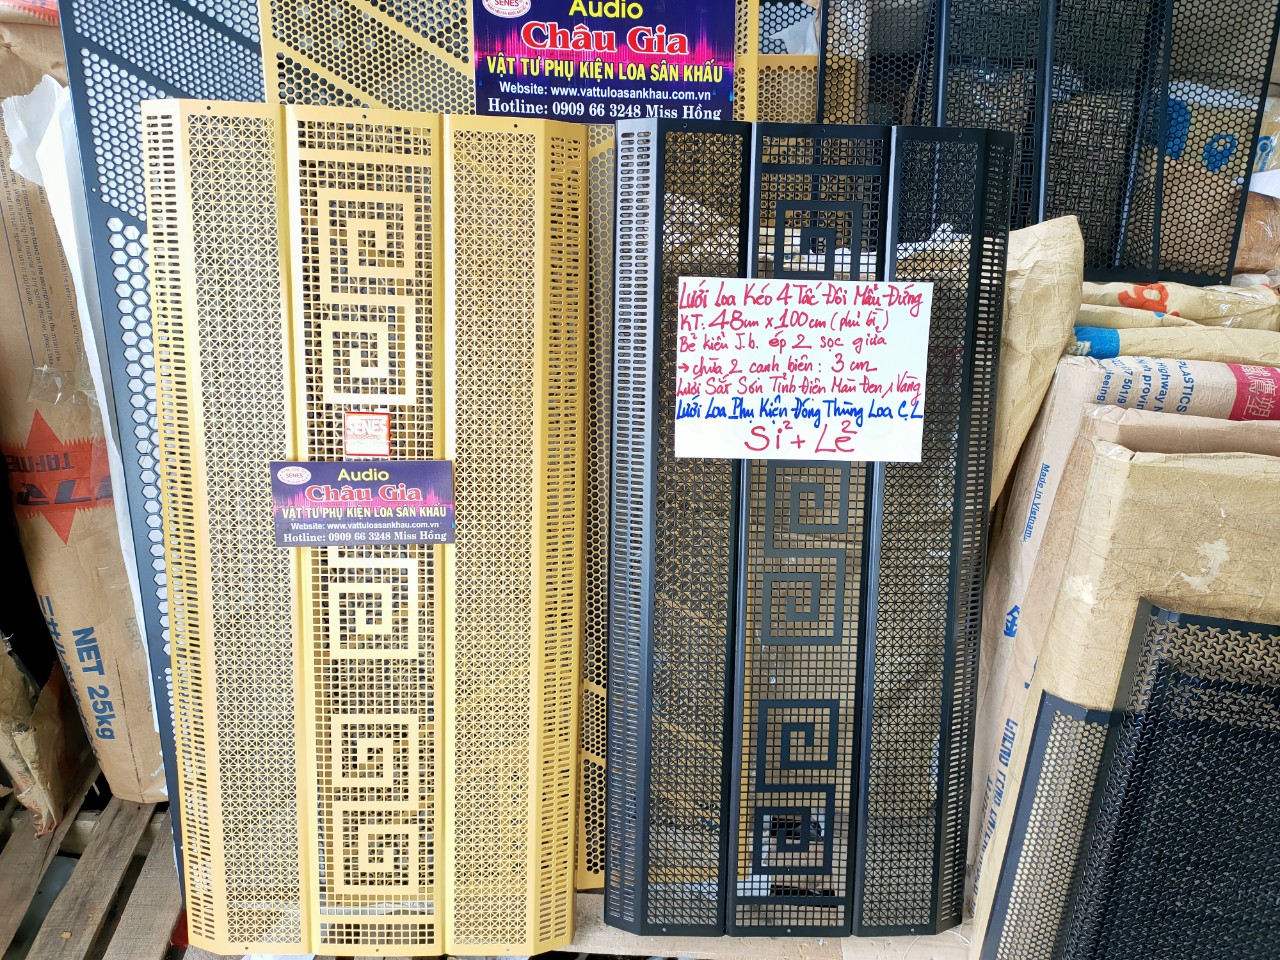 SENES
Audio
Châu Gia
VẬT TƯ PHỤ KIỆN LOA SÂN KHẤU
Website: www.vattuloasankhau.com.vn
Hotline: 0909 66 3248 Miss Hồng
Lưới Loa Kéo 4 Tấc Đôi Mẫu Đứng
KT: 48cm x 100cm (phủ bì)
Bẻ kiểu J.b. ép 2 sọc giữa
→ chừa 2 cạnh biên: 3 cm
Lưới Sắt Sơn Tĩnh Điện Màu Đen, Vàng
Lưới Loa Phụ Kiện Đóng Thùng Loa C, L
Sỉ + Lẻ
SENES
SENES
Audio
Châu Gia
VẬT TƯ PHỤ KIỆN LOA SÂN KHẤU
Website: www.vattuloasankhau.com.vn
Hotline: 0909 66 3248 Miss Hồng
NET 25kg
Made in Vietnam
PLASTICS